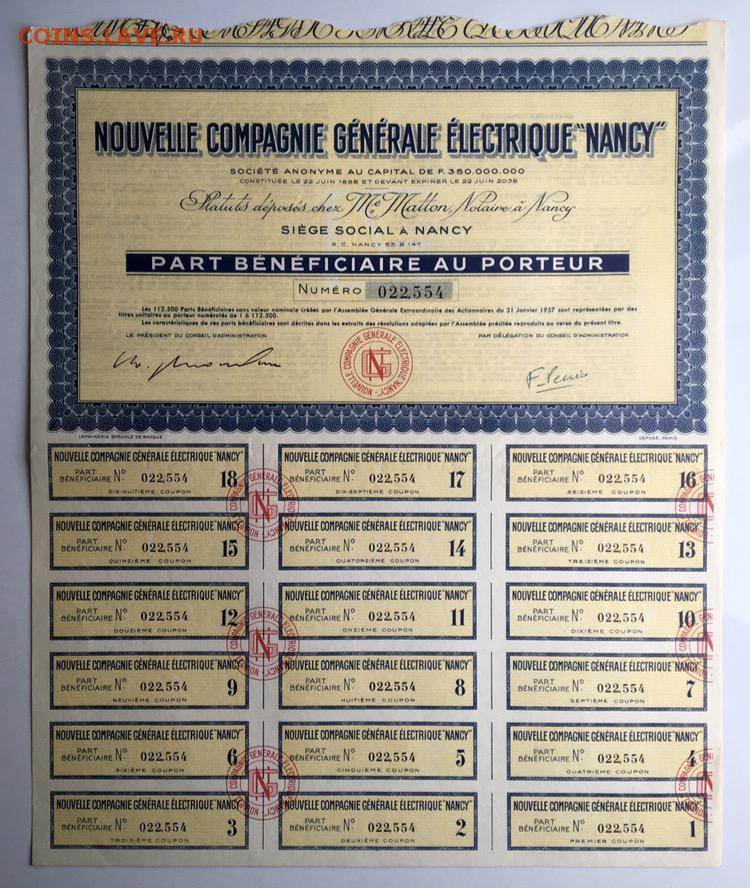 COINS.LAVE.RU
NOUVELLE COMPAGNIE GÉNÉRALE ÉLECTRIQUE "NANCY"
SOCIÉTÉ ANONYME AU CAPITAL DE F. 350.000.000
CONSTITUÉE LE 22 JUIN 1898 ET DEVANT EXPIRER LE 22 JUIN 2036
Statuts déposés chez Me Matton, Notaire à Nancy
SIÈGE SOCIAL À NANCY
R.C. NANCY 55 B 147
PART BÉNÉFICIAIRE AU PORTEUR
NUMÉRO 022,554
Les 112.500 Parts Bénéficiaires sans valeur nominale créées par l'Assemblée Générale Extraordinaire des Actionnaires du 31 Janvier 1957 sont représentées par des
titres unitaires au porteur numérotés de 1 à 112.500.
Les caractéristiques de ces parts bénéficiaires sont décrites dans les extraits des résolutions adoptées par l'Assemblée précitée reproduits au verso du présent titre.
LE PRÉSIDENT DU CONSEIL D'ADMINISTRATION
PAR DÉLÉGATION DU CONSEIL D'ADMINISTRATION
NOUVELLE COMPAGNIE GÉNÉRALE ÉLECTRIQUE "NANCY"
IMPRIMERIE SPÉCIALE DE BANQUE
DÉPOSÉ, PARIS
NOUVELLE COMPAGNIE GÉNÉRALE ÉLECTRIQUE "NANCY"
PART BÉNÉFICIAIRE No 022,554 18
DIX-HUITIÈME COUPON
NOUVELLE COMPAGNIE GÉNÉRALE ÉLECTRIQUE "NANCY"
PART BÉNÉFICIAIRE No 022,554 17
DIX-SEPTIÈME COUPON
NOUVELLE COMPAGNIE GÉNÉRALE ÉLECTRIQUE "NANCY"
PART BÉNÉFICIAIRE No 022,554 16
SEIZIÈME COUPON
NOUVELLE COMPAGNIE GÉNÉRALE ÉLECTRIQUE "NANCY"
PART BÉNÉFICIAIRE No 022,554 15
QUINZIÈME COUPON
NOUVELLE COMPAGNIE GÉNÉRALE ÉLECTRIQUE "NANCY"
PART BÉNÉFICIAIRE No 022,554 14
QUATORZIÈME COUPON
NOUVELLE COMPAGNIE GÉNÉRALE ÉLECTRIQUE "NANCY"
PART BÉNÉFICIAIRE No 022,554 13
TREIZIÈME COUPON
NOUVELLE COMPAGNIE GÉNÉRALE ÉLECTRIQUE "NANCY"
PART BÉNÉFICIAIRE No 022,554 12
DOUZIÈME COUPON
NOUVELLE COMPAGNIE GÉNÉRALE ÉLECTRIQUE "NANCY"
PART BÉNÉFICIAIRE No 022,554 11
ONZIÈME COUPON
NOUVELLE COMPAGNIE GÉNÉRALE ÉLECTRIQUE "NANCY"
PART BÉNÉFICIAIRE No 022,554 10
DIXIÈME COUPON
NOUVELLE COMPAGNIE GÉNÉRALE ÉLECTRIQUE "NANCY"
PART BÉNÉFICIAIRE No 022,554 9
NEUVIÈME COUPON
NOUVELLE COMPAGNIE GÉNÉRALE ÉLECTRIQUE "NANCY"
PART BÉNÉFICIAIRE No 022,554 8
HUITIÈME COUPON
NOUVELLE COMPAGNIE GÉNÉRALE ÉLECTRIQUE "NANCY"
PART BÉNÉFICIAIRE No 022,554 7
SEPTIÈME COUPON
NOUVELLE COMPAGNIE GÉNÉRALE ÉLECTRIQUE "NANCY"
PART BÉNÉFICIAIRE No 022,554 6
SIXIÈME COUPON
NOUVELLE COMPAGNIE GÉNÉRALE ÉLECTRIQUE "NANCY"
PART BÉNÉFICIAIRE No 022,554 5
CINQUIÈME COUPON
NOUVELLE COMPAGNIE GÉNÉRALE ÉLECTRIQUE "NANCY"
PART BÉNÉFICIAIRE No 022,554 4
QUATRIÈME COUPON
NOUVELLE COMPAGNIE GÉNÉRALE ÉLECTRIQUE "NANCY"
PART BÉNÉFICIAIRE No 022,554 3
TROISIÈME COUPON
NOUVELLE COMPAGNIE GÉNÉRALE ÉLECTRIQUE "NANCY"
PART BÉNÉFICIAIRE No 022,554 2
DEUXIÈME COUPON
NOUVELLE COMPAGNIE GÉNÉRALE ÉLECTRIQUE "NANCY"
PART BÉNÉFICIAIRE No 022,554 1
PREMIER COUPON